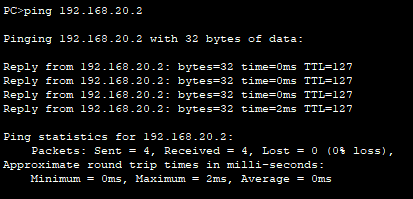 PC>ping 192.168.20.2
Pinging 192.168.20.2 with 32 bytes of data:
Reply from 192.168.20.2: bytes=32 time=0ms TTL=127
Reply from 192.168.20.2: bytes=32 time=0ms TTL=127
Reply from 192.168.20.2: bytes=32 time=0ms TTL=127
Reply from 192.168.20.2: bytes=32 time=2ms TTL=127
Ping statistics for 192.168.20.2:
    Packets: Sent = 4, Received = 4, Lost = 0 (0% loss),
Approximate round trip times in milli-seconds:
    Minimum = 0ms, Maximum = 2ms, Average = 0ms